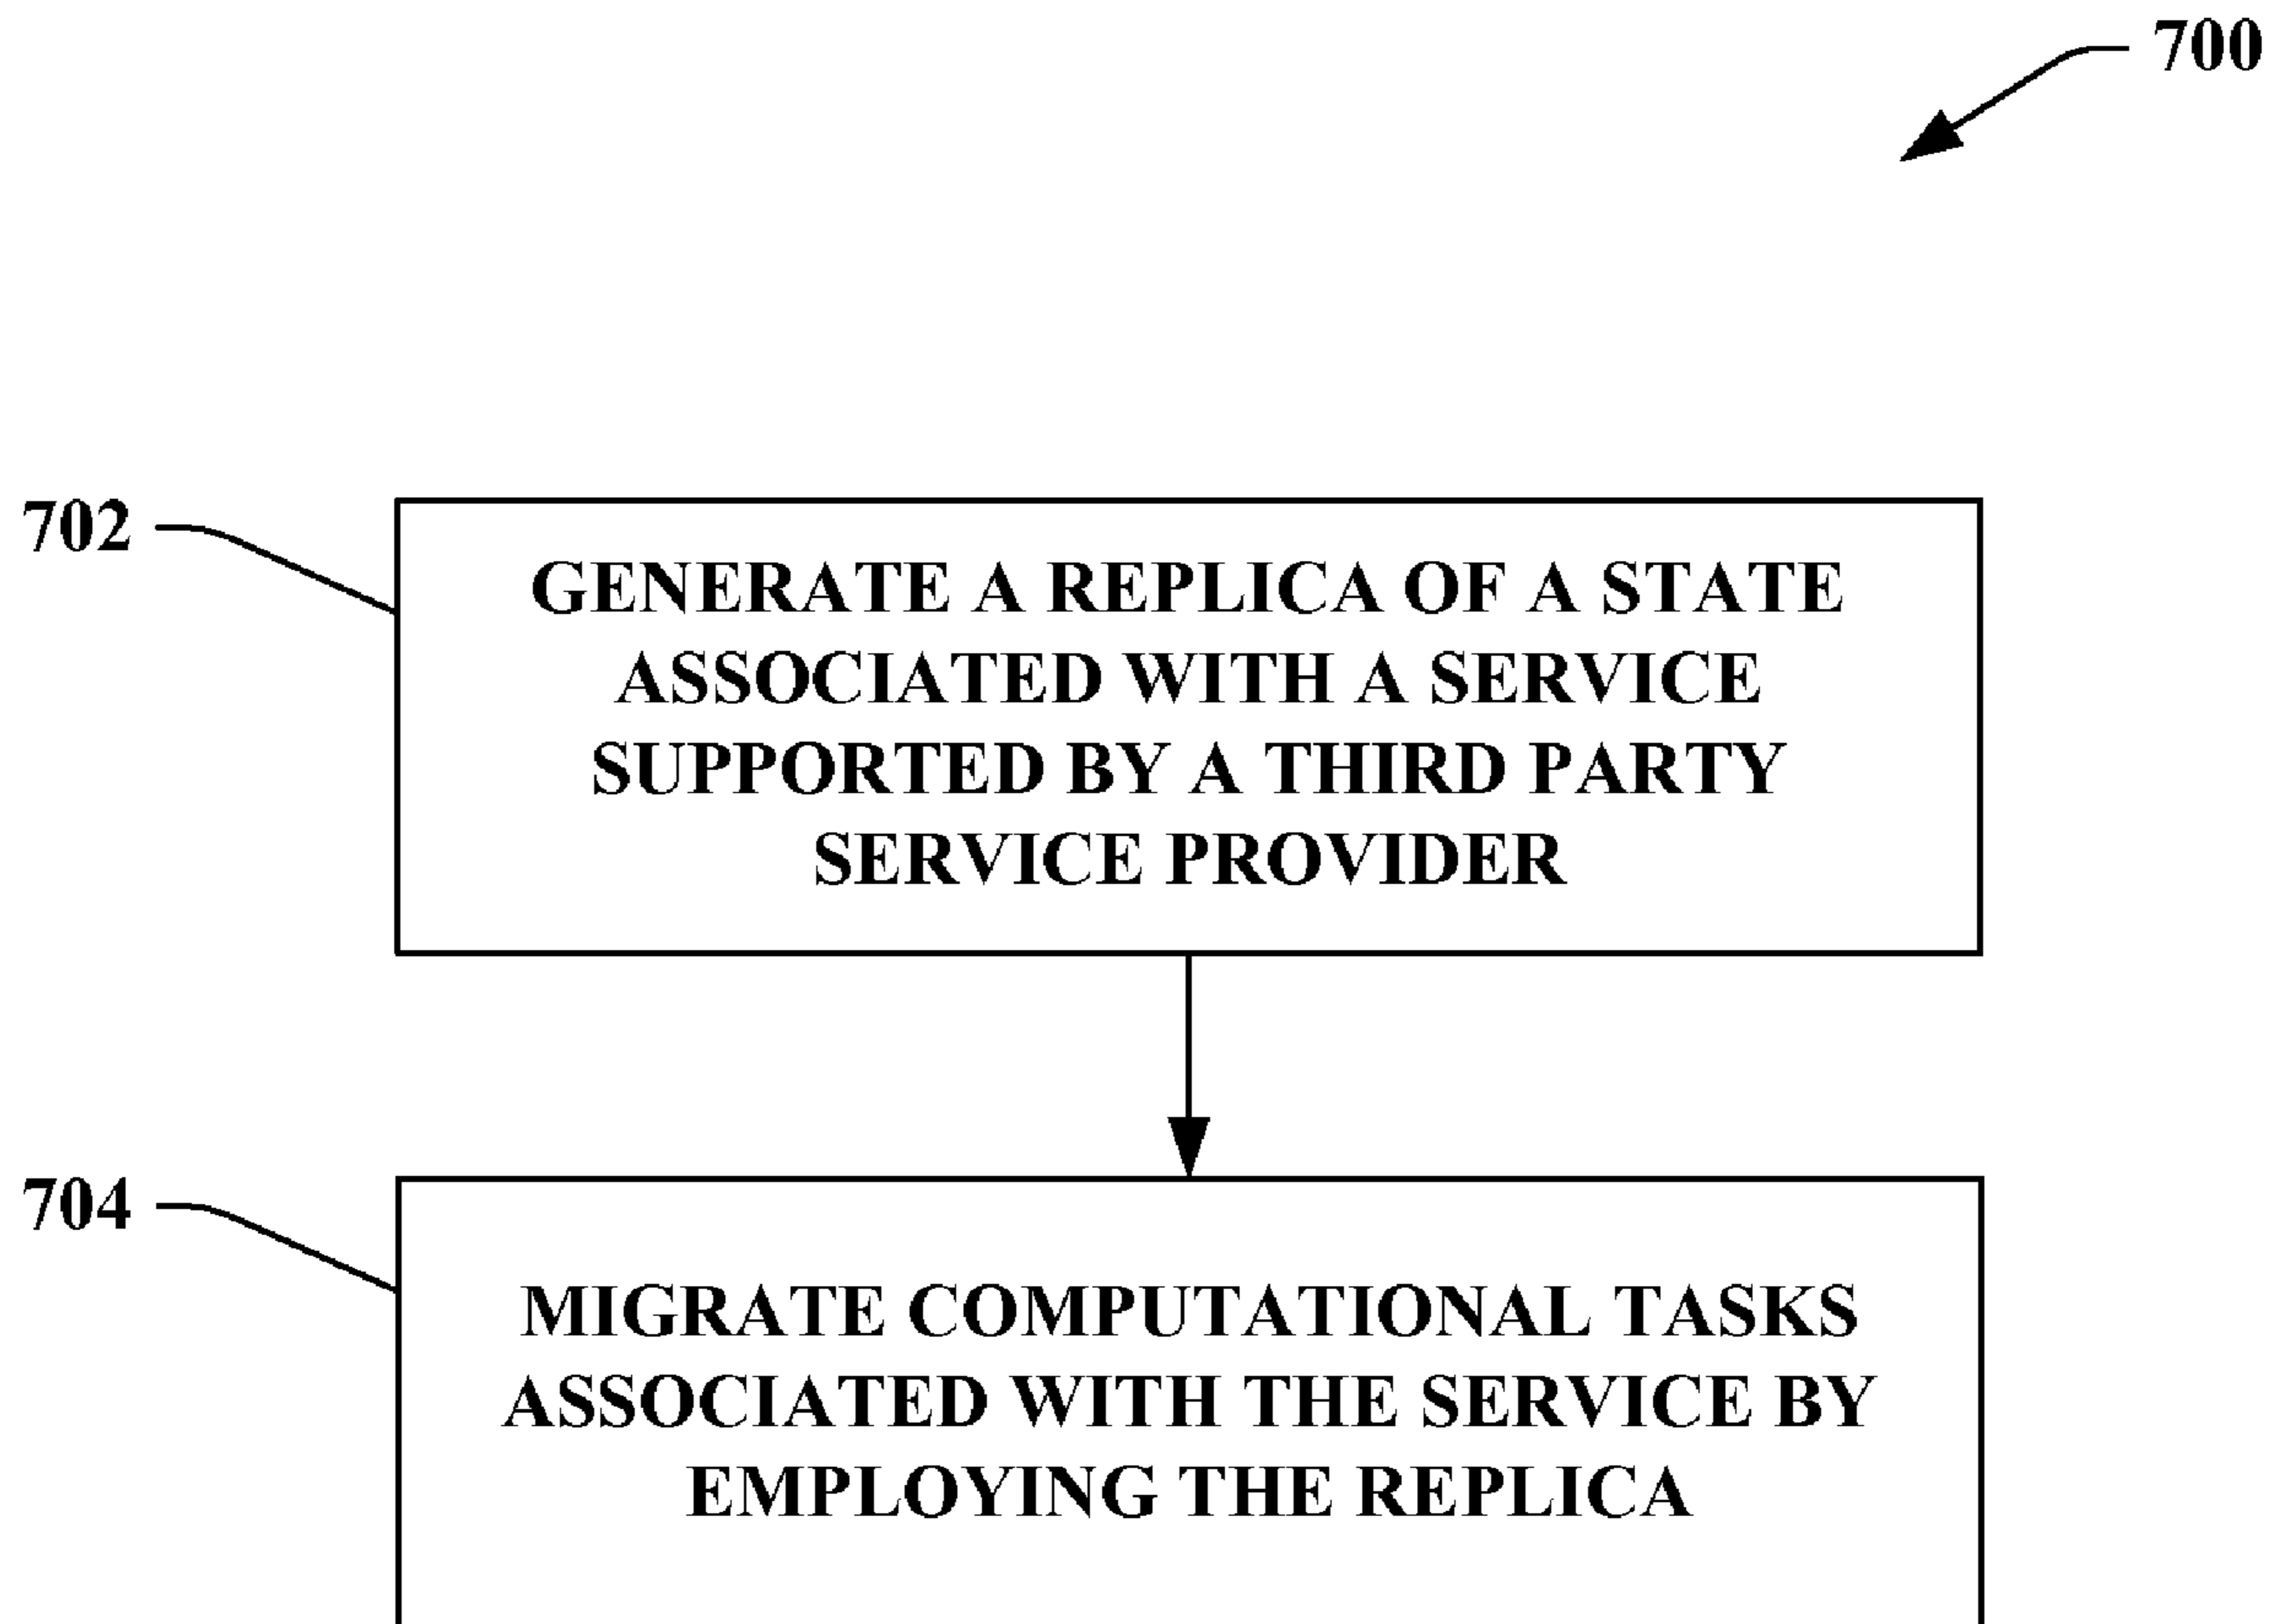 700
702
GENERATE A REPLICA OF A STATE
ASSOCIATED WITH A SERVICE
SUPPORTED BY A THIRD PARTY
SERVICE PROVIDER
704
MIGRATE COMPUTATIONAL TASKS
ASSOCIATED WITH THE SERVICE BY
EMPLOYING THE REPLICA